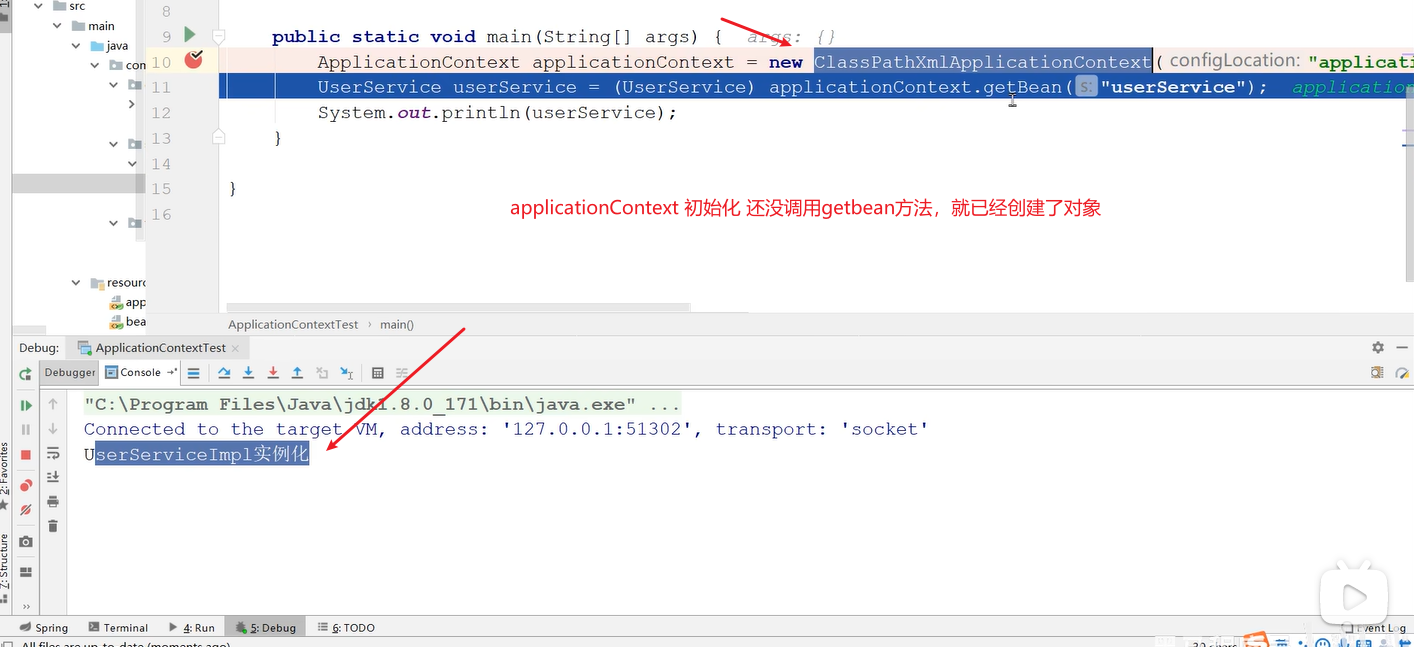 src
8
main
9 public static void main(String[] args) { args: {}
java
10 ApplicationContext applicationContext = new ClassPathXmlApplicationContext( configLocation: "applicati
com
11 UserService userService = (UserService) applicationContext.getBean( s: "userService"); application
12 System.out.println(userService);
13 }
14
15 }
applicationContext 初始化 还没调用getbean方法，就已经创建了对象
16
resourc
app
bea
ApplicationContextTest › main()
Debug: ApplicationContextTest ×
Debugger Console
"C:\Program Files\Java\jdk1.8.0_171\bin\java.exe" ...
Connected to the target VM, address: '127.0.0.1:51302', transport: 'socket'
UserServiceImpl实例化
2: Favorites
7: Structure
Spring Terminal 4: Run 5: Debug 6: TODO Event Log
All files are up-to-date (moments ago)